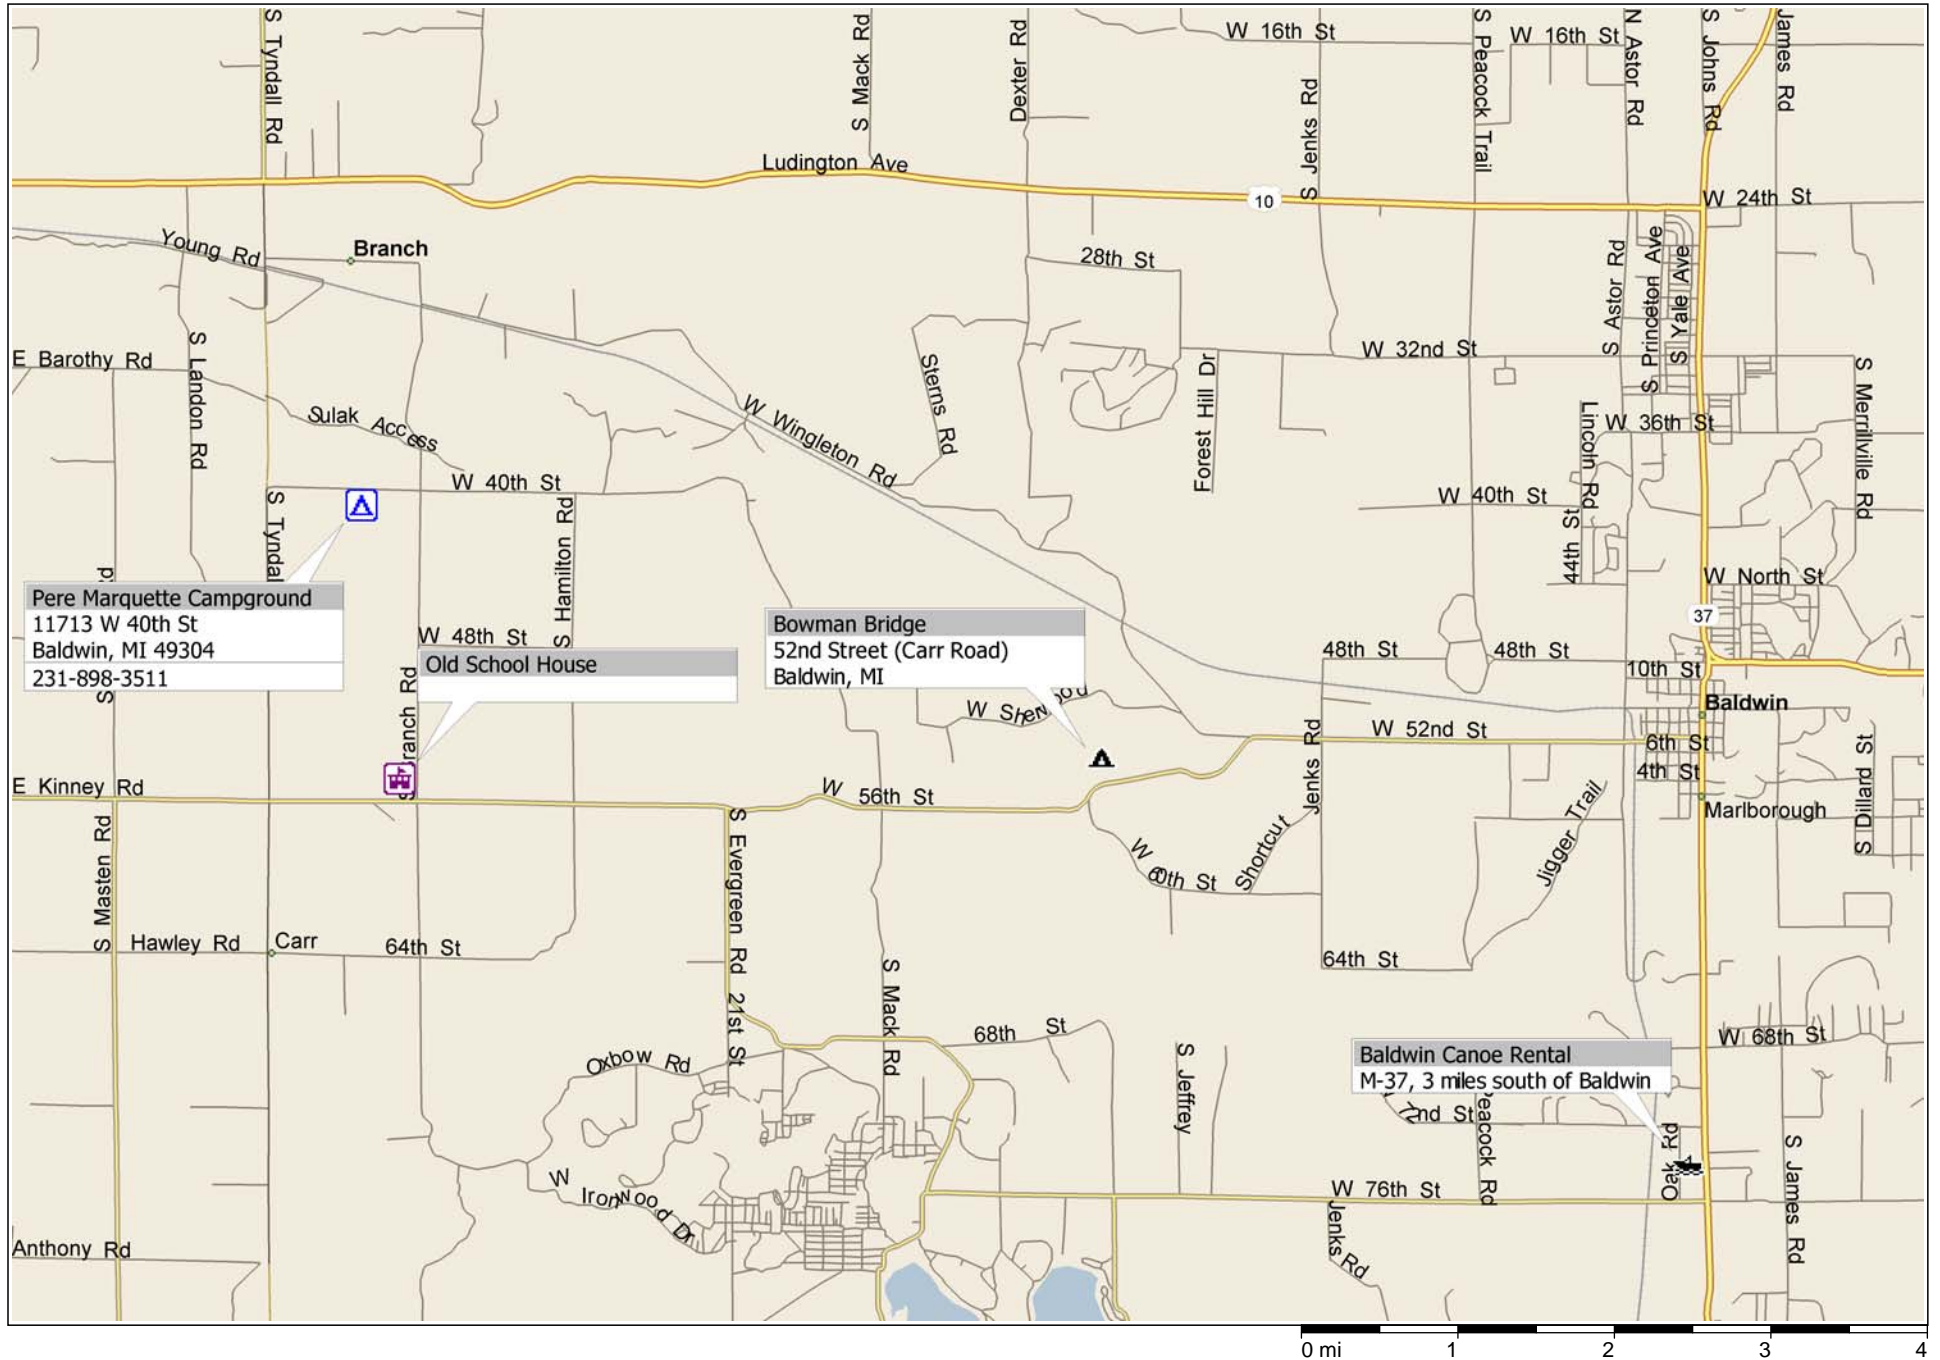 S Tyndall Rd
S Mack Rd
Dexter Rd
W 16th St
S Jenks Rd
S Peacock Trail
W 16th St
N Astor Rd
S Johns Rd
James Rd
Ludington Ave
10
W 24th St
Young Rd
Branch
28th St
S Astor Rd
S Princeton Ave
S Yale Ave
E Barothy Rd
S Landon Rd
Sterns Rd
Forest Hill Dr
W 32nd St
S Merrillville Rd
Sulak Access
W Wingleton Rd
Lincoln Rd
W 36th St
W 40th St
S Tyndal
S Hamilton Rd
W 40th St
44th St
W North St
Pere Marquette Campground
11713 W 40th St
Baldwin, MI 49304
231-898-3511
Rd
S
W 48th St
Old School House
Bowman Bridge
52nd Street (Carr Road)
Baldwin, MI
37
48th St
48th St
10th St
W Sherwood
Baldwin
S Branch Rd
Jenks Rd
W 52nd St
6th St
4th St
S Dillard St
E Kinney Rd
W 56th St
Marlborough
S Masten Rd
S Evergreen Rd
W 60th St
Shortcut
Jigger Trail
Hawley Rd
Carr
64th St
S Mack Rd
64th St
21st St
68th St
W 68th St
Oxbow Rd
S Jeffrey
Baldwin Canoe Rental
M-37, 3 miles south of Baldwin
72nd St
Peacock Rd
Oak Rd
S James Rd
W Ironwood Dr
W 76th St
Jenks Rd
Anthony Rd
0 mi 1 2 3 4